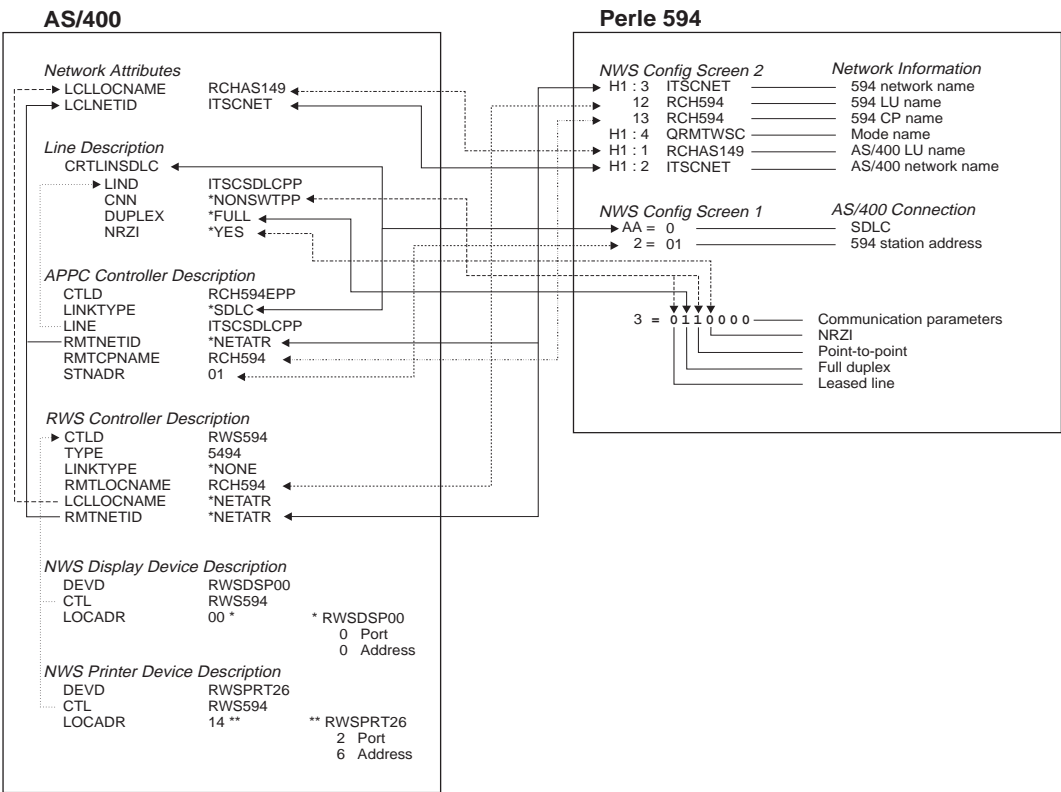 AS/400
Network Attributes
LCLLOCNAME RCHAS149
LCLNETID ITSCNET
Line Description
CRTLINSDLC
LIND ITSCSDLCPP
CNN *NONSWTPP
DUPLEX *FULL
NRZI *YES
APPC Controller Description
CTLD RCH594EPP
LINKTYPE *SDLC
LINE ITSCSDLCPP
RMTNETID *NETATR
RMTCPNAME RCH594
STNADR 01
RWS Controller Description
CTLD RWS594
TYPE 5494
LINKTYPE *NONE
RMTLOCNAME RCH594
LCLLOCNAME *NETATR
RMTNETID *NETATR
NWS Display Device Description
DEVD RWSDSP00
CTL RWS594
LOCADR 00 * * RWSDSP00
0 Port
0 Address
NWS Printer Device Description
DEVD RWSPRT26
CTL RWS594
LOCADR 14 ** ** RWSPRT26
2 Port
6 Address
Perle 594
NWS Config Screen 2 Network Information
H1 : 3 ITSCNET 594 network name
12 RCH594 594 LU name
13 RCH594 594 CP name
H1 : 4 QRMTWSC Mode name
H1 : 1 RCHAS149 AS/400 LU name
H1 : 2 ITSCNET AS/400 network name
NWS Config Screen 1 AS/400 Connection
AA = 0 SDLC
2 = 01 594 station address
3 = 0 1 1 0 0 0 0 Communication parameters
NRZI
Point-to-point
Full duplex
Leased line